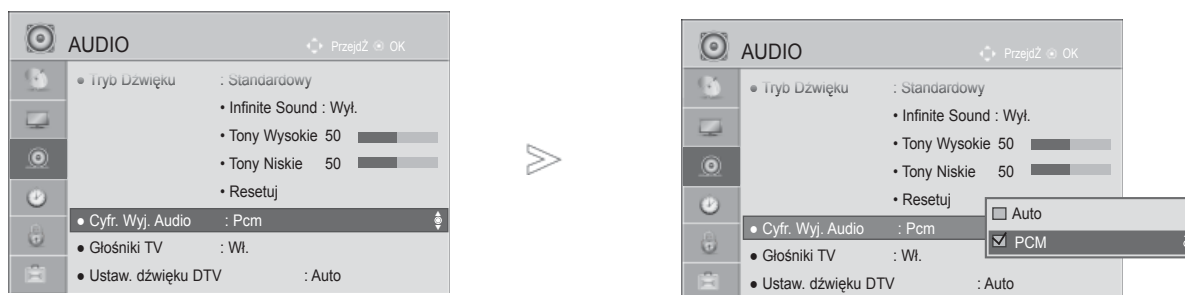 AUDIO PrzejdŹ OK
● Tryb Dźwięku : Standardowy
• Infinite Sound : Wył.
• Tony Wysokie 50
• Tony Niskie 50
• Resetuj
● Cyfr. Wyj. Audio : Pcm
● Głośniki TV : Wł.
● Ustaw. dźwięku DTV : Auto
AUDIO PrzejdŹ OK
● Tryb Dźwięku : Standardowy
• Infinite Sound : Wył.
• Tony Wysokie 50
• Tony Niskie 50
• Resetuj
● Cyfr. Wyj. Audio : Pcm
Auto
PCM
● Głośniki TV : Wł.
● Ustaw. dźwięku DTV : Auto